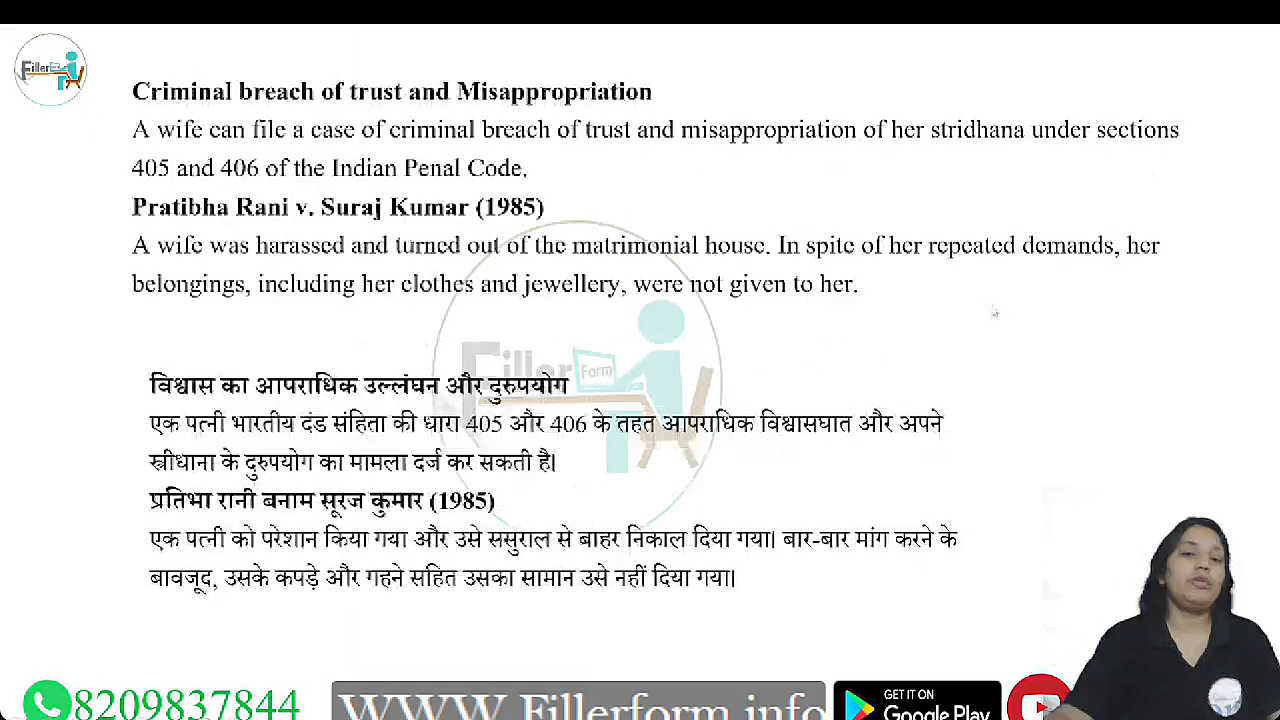 Filler
Criminal breach of trust and Misappropriation
A wife can file a case of criminal breach of trust and misappropriation of her stridhana under sections
405 and 406 of the Indian Penal Code.
Pratibha Rani v. Suraj Kumar (1985)
A wife was harassed and turned out of the matrimonial house. In spite of her repeated demands, her
belongings, including her clothes and jewellery, were not given to her.
Filler Form
विश्वास का आपराधिक उल्लंघन और दुरुपयोग
एक पत्नी भारतीय दंड संहिता की धारा 405 और 406 के तहत आपराधिक विश्वासघात और अपने
स्त्रीधाना के दुरुपयोग का मामला दर्ज कर सकती है।
प्रतिभा रानी बनाम सूरज कुमार (1985)
एक पत्नी को परेशान किया गया और उसे ससुराल से बाहर निकाल दिया गया। बार-बार मांग करने के
बावजूद, उसके कपड़े और गहने सहित उसका सामान उसे नहीं दिया गया।
8209837844
WWW.Fillerform.info
GET IT ON
Google Play